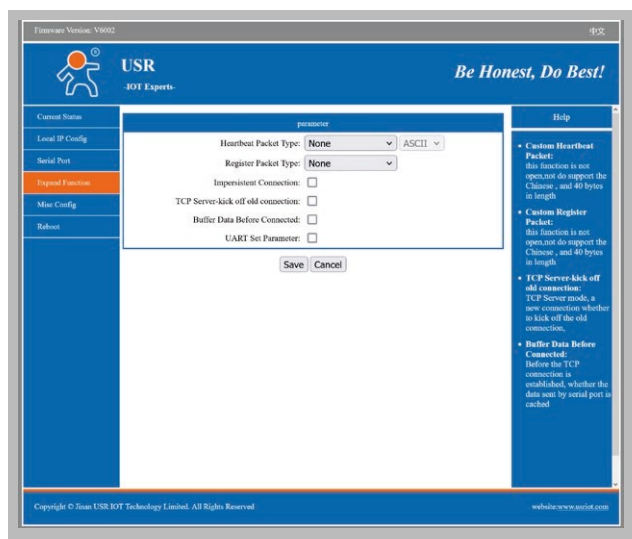 Firmware Version: V6002
中文
®
USR
-IOT Experts-
Be Honest, Do Best!
Current Status
Local IP Config
Serial Port
Expand Function
Misc Config
Reboot
parameter
Heartbeat Packet Type: None ASCII
Register Packet Type: None
Impersistent Connection:
TCP Server-kick off old connection:
Buffer Data Before Connected:
UART Set Parameter:
Save Cancel
Help
• Custom Heartbeat
Packet:
this function is not
open,not do support the
Chinese , and 40 bytes
in length
• Custom Register
Packet:
this function is not
open,not do support the
Chinese , and 40 bytes
in length
• TCP Server-kick off
old connection:
TCP Server mode, a
new connection whether
to kick off the old
connection,
• Buffer Data Before
Connected:
Before the TCP
connection is
established, whether the
data sent by serial port is
cached
Copyright © Jinan USR IOT Technology Limited. All Rights Reserved
website:www.usriot.com